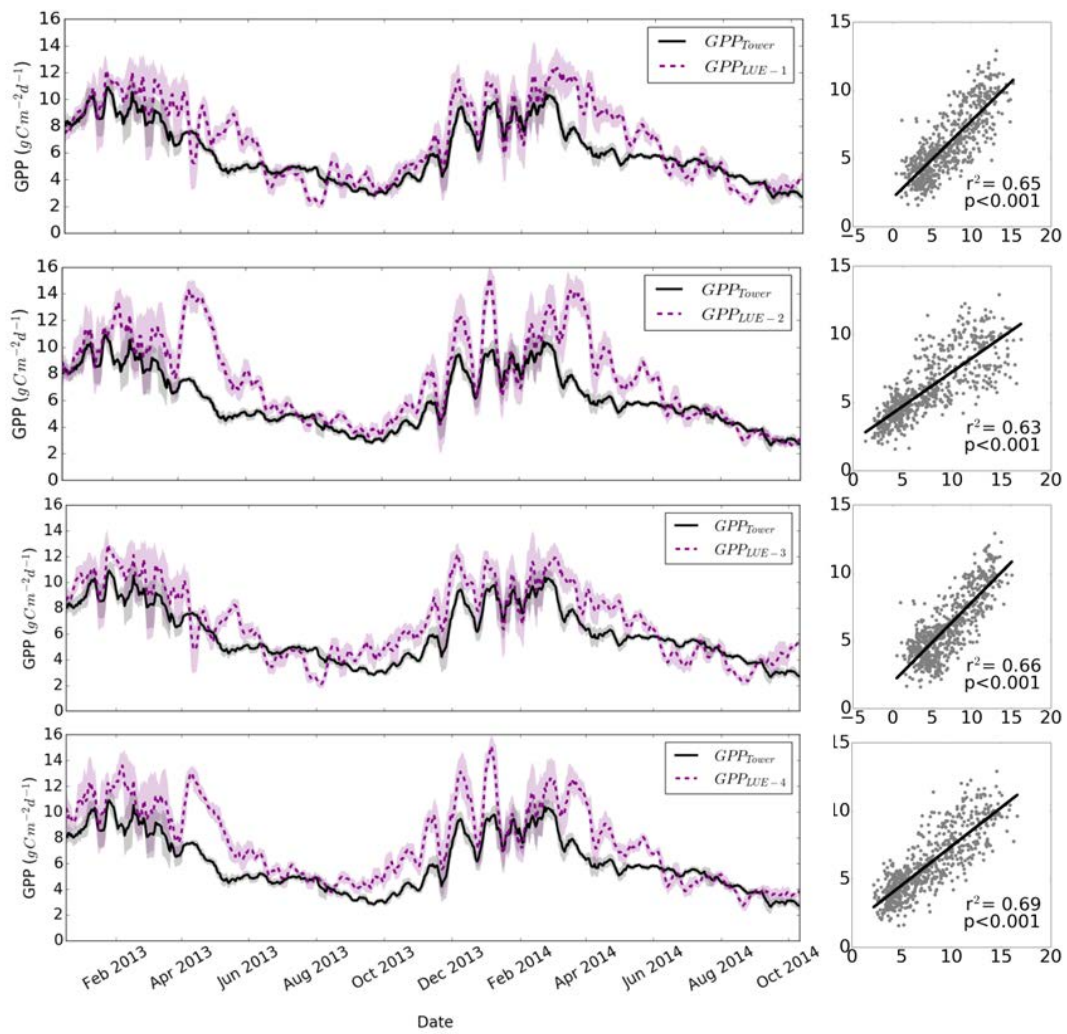 16
14
12
10
8
6
4
2
0
GPP (gCm⁻²d⁻¹)
GPP_Tower
GPP_LUE−1
15
10
5
0
−5 0 5 10 15 20
r²= 0.65
p<0.001
16
14
12
10
8
6
4
2
0
GPP (gCm⁻²d⁻¹)
GPP_Tower
GPP_LUE−2
15
10
5
0
0 5 10 15 20
r²= 0.63
p<0.001
16
14
12
10
8
6
4
2
0
GPP (gCm⁻²d⁻¹)
GPP_Tower
GPP_LUE−3
15
10
5
0
−5 0 5 10 15 20
r²= 0.66
p<0.001
16
14
12
10
8
6
4
2
0
GPP (gCm⁻²d⁻¹)
GPP_Tower
GPP_LUE−4
15
10
5
0
0 5 10 15 20
r²= 0.69
p<0.001
Feb 2013 Apr 2013 Jun 2013 Aug 2013 Oct 2013 Dec 2013 Feb 2014 Apr 2014 Jun 2014 Aug 2014 Oct 2014
Date